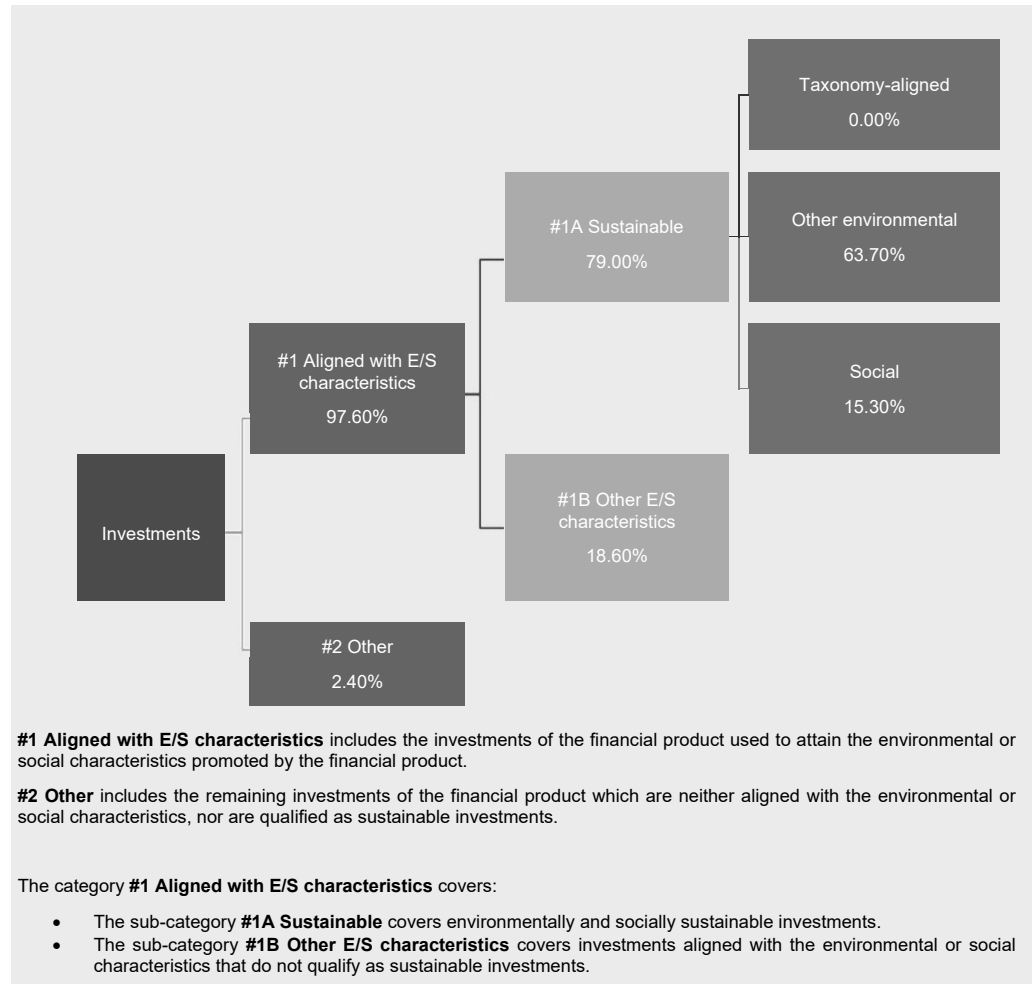 Taxonomy-aligned
0.00%
#1A Sustainable
79.00%
Other environmental
63.70%
#1 Aligned with E/S
characteristics
97.60%
Social
15.30%
Investments
#1B Other E/S
characteristics
18.60%
#2 Other
2.40%
#1 Aligned with E/S characteristics includes the investments of the financial product used to attain the environmental or
social characteristics promoted by the financial product.
#2 Other includes the remaining investments of the financial product which are neither aligned with the environmental or
social characteristics, nor are qualified as sustainable investments.
The category #1 Aligned with E/S characteristics covers:
• The sub-category #1A Sustainable covers environmentally and socially sustainable investments.
• The sub-category #1B Other E/S characteristics covers investments aligned with the environmental or social
characteristics that do not qualify as sustainable investments.